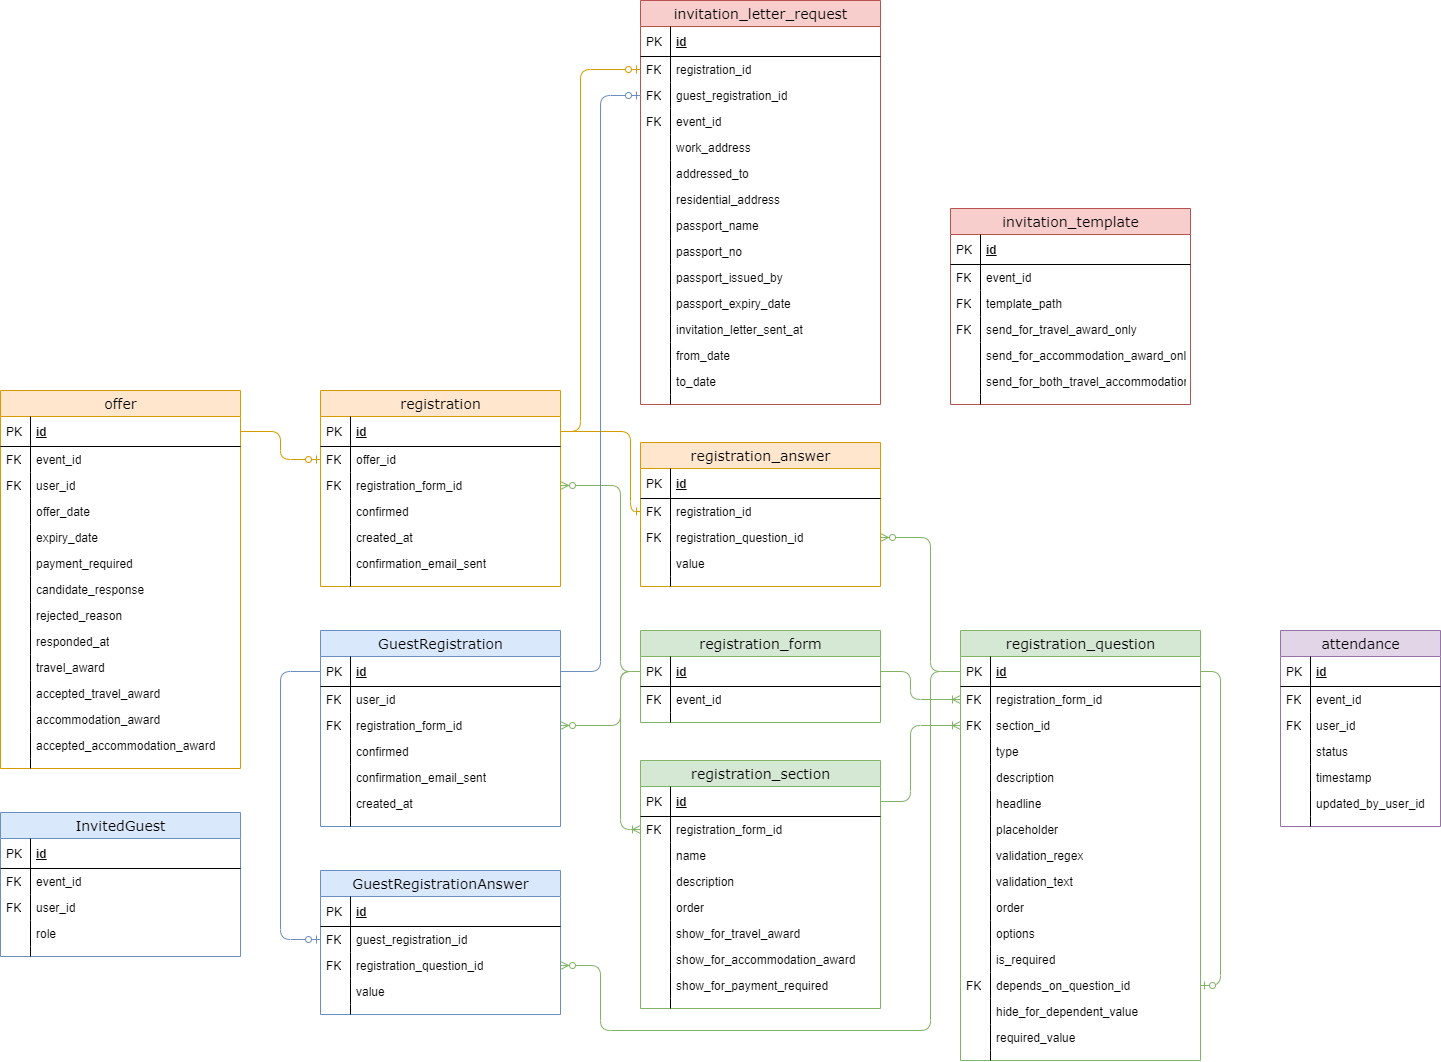 invitation_letter_request
PK id
FK registration_id
FK guest_registration_id
FK event_id
work_address
addressed_to
residential_address
passport_name
passport_no
passport_issued_by
passport_expiry_date
invitation_letter_sent_at
from_date
to_date
invitation_template
PK id
FK event_id
FK template_path
FK send_for_travel_award_only
send_for_accommodation_award_onl
send_for_both_travel_accommodation
offer
PK id
FK event_id
FK user_id
offer_date
expiry_date
payment_required
candidate_response
rejected_reason
responded_at
travel_award
accepted_travel_award
accommodation_award
accepted_accommodation_award
registration
PK id
FK offer_id
FK registration_form_id
confirmed
created_at
confirmation_email_sent
registration_answer
PK id
FK registration_id
FK registration_question_id
value
GuestRegistration
PK id
FK user_id
FK registration_form_id
confirmed
confirmation_email_sent
created_at
registration_form
PK id
FK event_id
registration_question
PK id
FK registration_form_id
FK section_id
type
description
headline
placeholder
validation_regex
validation_text
order
options
is_required
FK depends_on_question_id
hide_for_dependent_value
required_value
attendance
PK id
FK event_id
FK user_id
status
timestamp
updated_by_user_id
registration_section
PK id
FK registration_form_id
name
description
order
show_for_travel_award
show_for_accommodation_award
show_for_payment_required
InvitedGuest
PK id
FK event_id
FK user_id
role
GuestRegistrationAnswer
PK id
FK guest_registration_id
FK registration_question_id
value